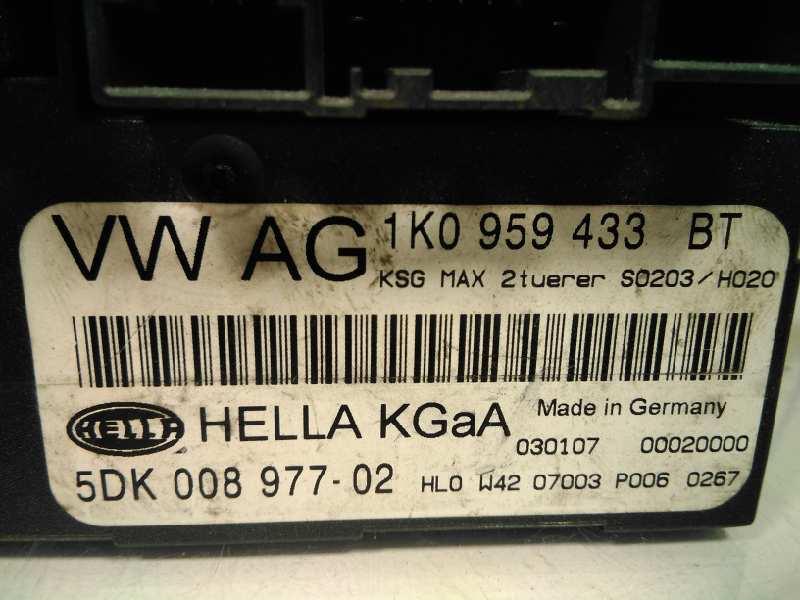 VW AG 1K0 959 433 BT
KSG MAX 2tuerer S0203/H020
HELLA HELLA KGaA Made in Germany
030107 00020000
5DK 008 977-02 HL0 W42 07003 P006 0267